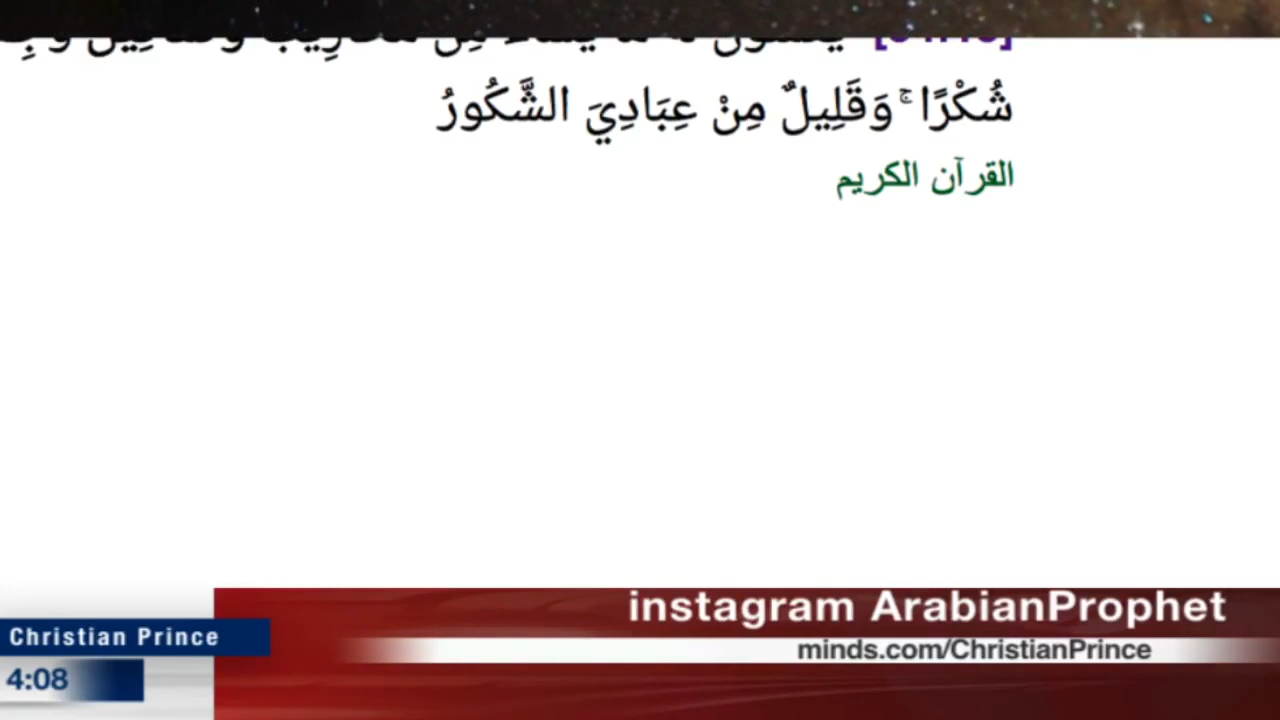 شُكْرًا ۚ وَقَلِيلٌ مِنْ عِبَادِيَ الشَّكُورُ
القرآن الكريم
instagram ArabianProphet
Christian Prince
minds.com/ChristianPrince
4:08